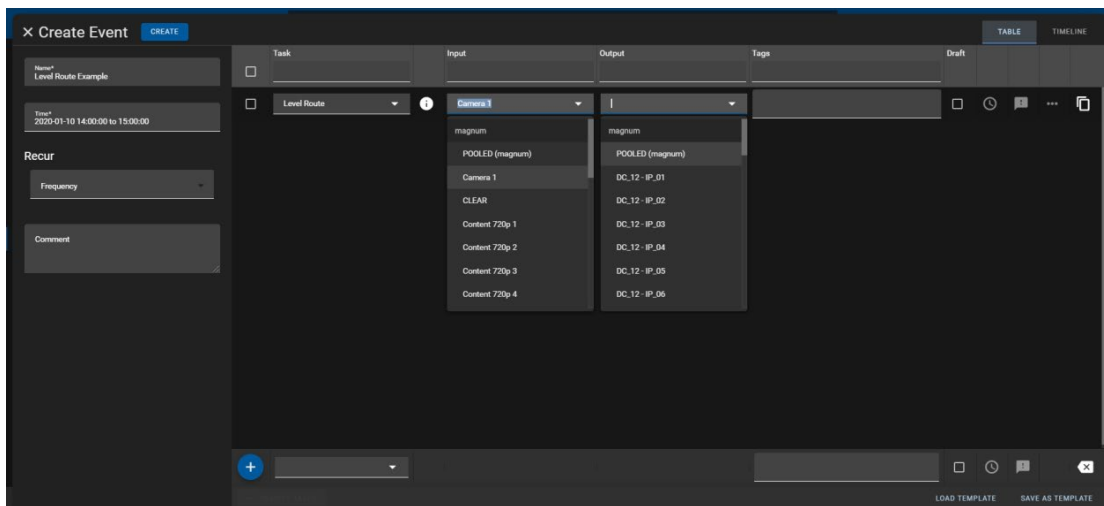 Create Event
CREATE
TABLE
TIMELINE
Name*
Level Route Example
Time*
2020-01-10 14:00:00 to 15:00:00
Recur
Frequency
Comment
Task
Input
Output
Tags
Draft
Level Route
Camera 1
magnum
POOLED (magnum)
Camera 1
CLEAR
Content 720p 1
Content 720p 2
Content 720p 3
Content 720p 4
magnum
POOLED (magnum)
DC_12 - IP_01
DC_12 - IP_02
DC_12 - IP_03
DC_12 - IP_04
DC_12 - IP_05
DC_12 - IP_06
LOAD TEMPLATE
SAVE AS TEMPLATE